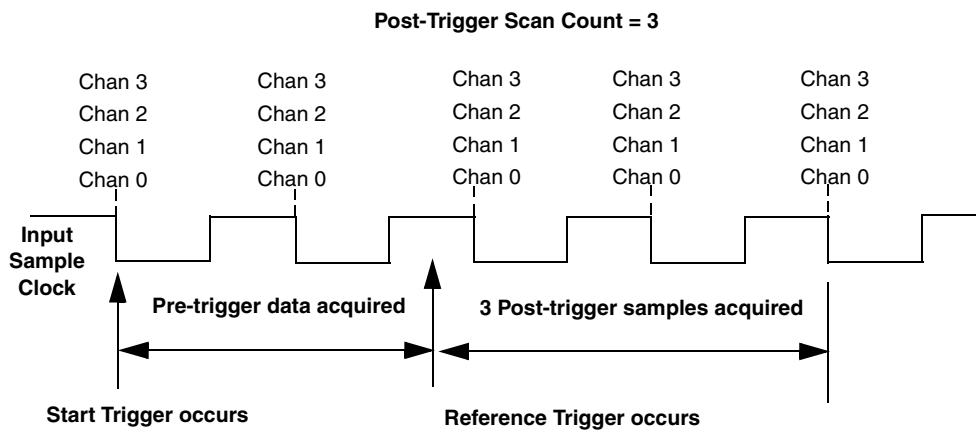 Post-Trigger Scan Count = 3
Chan 3 Chan 3 Chan 3 Chan 3 Chan 3
Chan 2 Chan 2 Chan 2 Chan 2 Chan 2
Chan 1 Chan 1 Chan 1 Chan 1 Chan 1
Chan 0 Chan 0 Chan 0 Chan 0 Chan 0
Input
Sample
Clock
Pre-trigger data acquired
3 Post-trigger samples acquired
Start Trigger occurs
Reference Trigger occurs